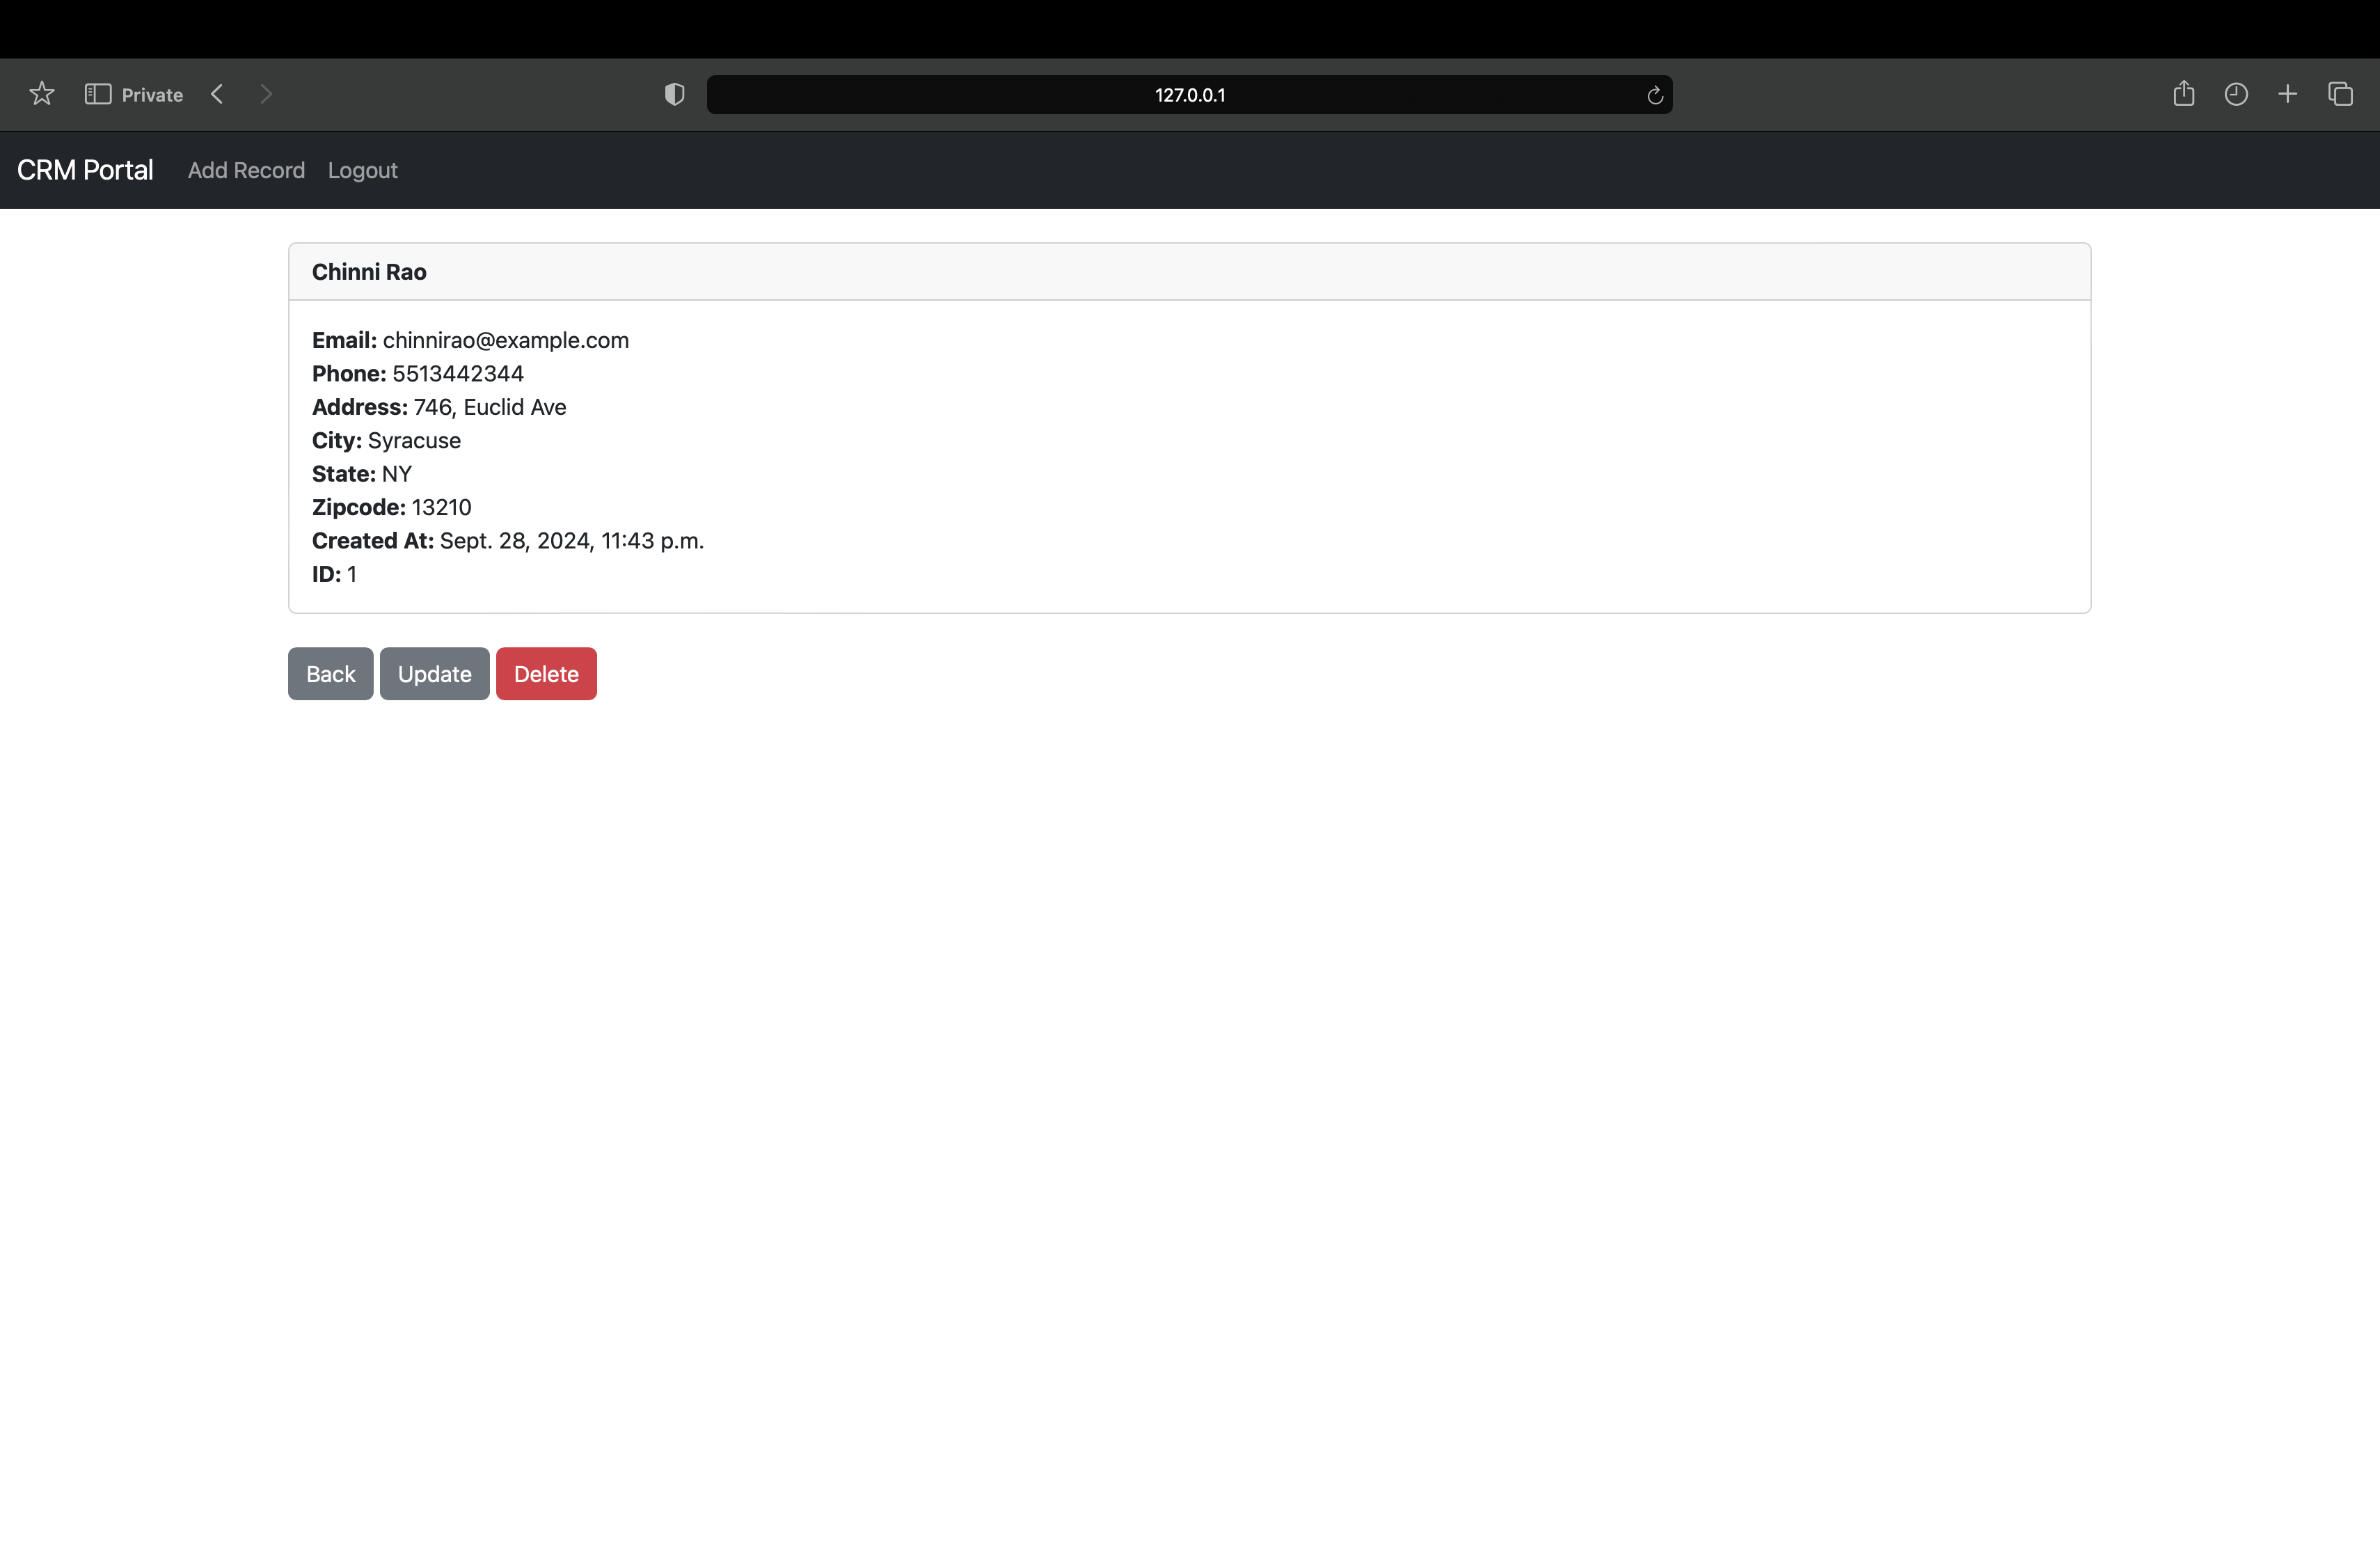 Private
127.0.0.1
CRM Portal Add Record Logout
Chinni Rao
Email: chinnirao@example.com
Phone: 5513442344
Address: 746, Euclid Ave
City: Syracuse
State: NY
Zipcode: 13210
Created At: Sept. 28, 2024, 11:43 p.m.
ID: 1
Back Update Delete